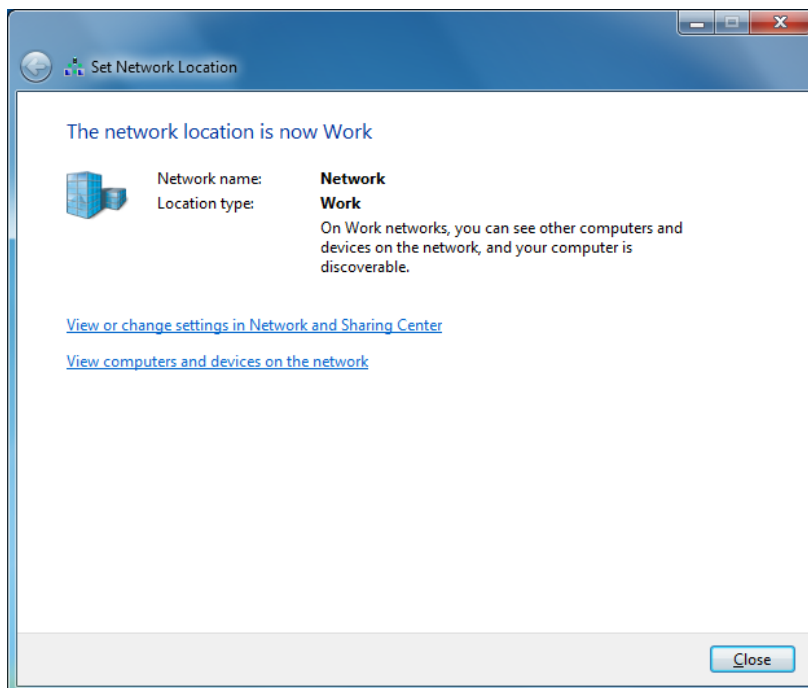 Set Network Location
The network location is now Work
Network name: Network
Location type: Work
On Work networks, you can see other computers and
devices on the network, and your computer is
discoverable.
View or change settings in Network and Sharing Center
View computers and devices on the network
Close